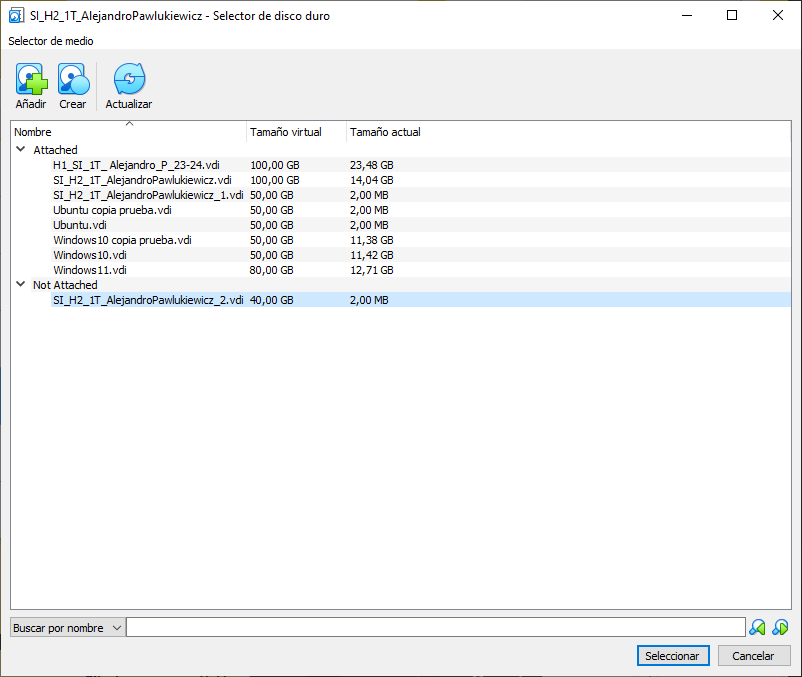 SI_H2_1T_AlejandroPawlukiewicz - Selector de disco duro
Selector de medio
Añadir Crear Actualizar
Nombre Tamaño virtual Tamaño actual
Attached
H1_SI_1T_ Alejandro_P_23-24.vdi 100,00 GB 23,48 GB
SI_H2_1T_AlejandroPawlukiewicz.vdi 100,00 GB 14,04 GB
SI_H2_1T_AlejandroPawlukiewicz_1.vdi 50,00 GB 2,00 MB
Ubuntu copia prueba.vdi 50,00 GB 2,00 MB
Ubuntu.vdi 50,00 GB 2,00 MB
Windows10 copia prueba.vdi 50,00 GB 11,38 GB
Windows10.vdi 50,00 GB 11,42 GB
Windows11.vdi 80,00 GB 12,71 GB
Not Attached
SI_H2_1T_AlejandroPawlukiewicz_2.vdi 40,00 GB 2,00 MB
Buscar por nombre
Seleccionar Cancelar